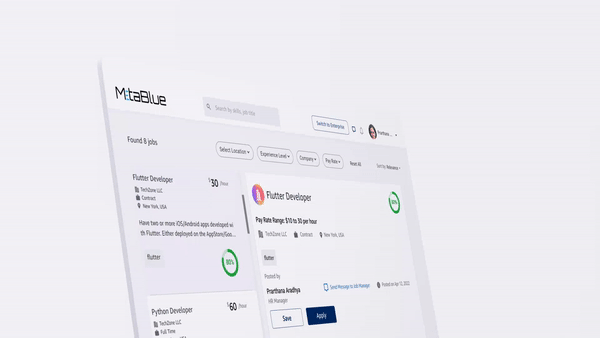 MetaBlue
Search by skills, job title
Switch to Enterprise
Prarthana ...
Found 8 jobs
Select Location
Experience Level
Company
Pay Rate
Reset All
Sort by Relevance
Flutter Developer
$30 /hour
TechZone LLC
Contract
New York, USA
Have two or more iOS/Android apps developed wi
th Flutter. Either deployed on the AppStore/Goo...
flutter
80%
Python Developer
$60 /hour
TechZone LLC
Full Time
Flutter Developer
80%
Pay Rate Range: $10 to 30 per hour
TechZone LLC
Contract
New York, USA
flutter
Posted by
Prarthana Aradhya
HR Manager
Send Message to Job Manager
Posted on Apr 12, 2022
Save
Apply